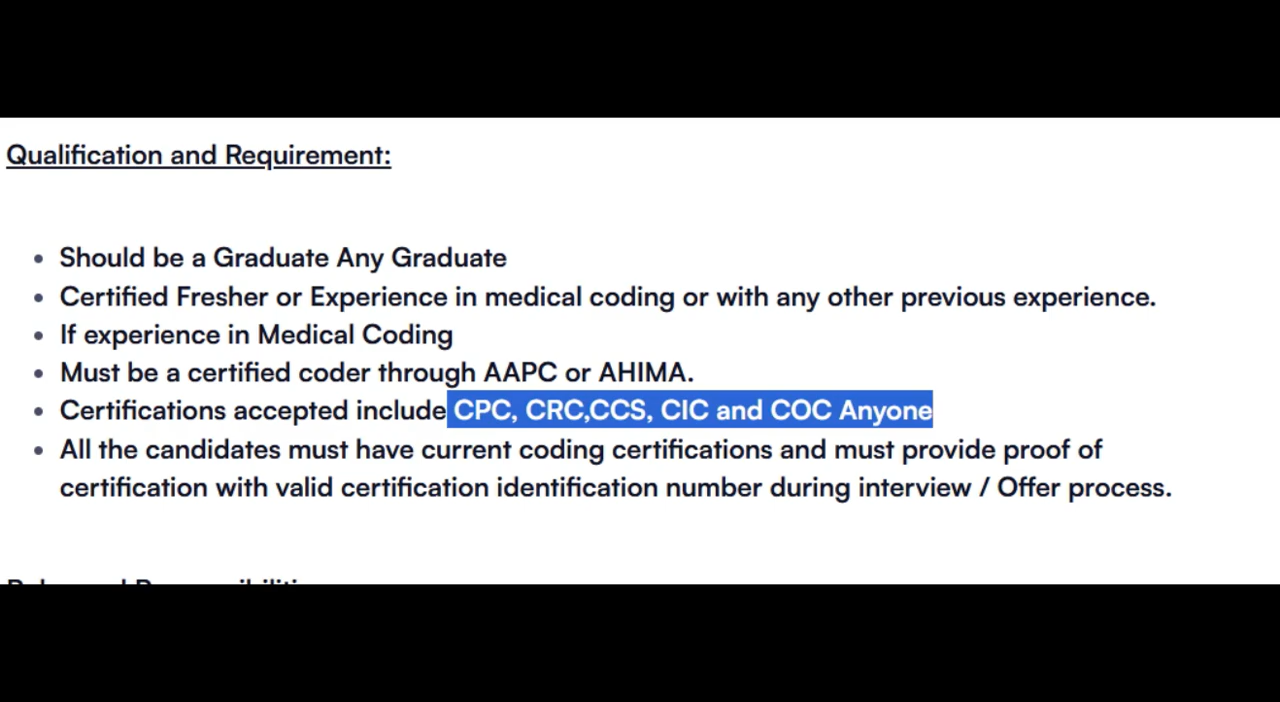 Qualification and Requirement:
Should be a Graduate Any Graduate
Certified Fresher or Experience in medical coding or with any other previous experience.
If experience in Medical Coding
Must be a certified coder through AAPC or AHIMA.
Certifications accepted include CPC, CRC,CCS, CIC and COC Anyone
All the candidates must have current coding certifications and must provide proof of
certification with valid certification identification number during interview / Offer process.